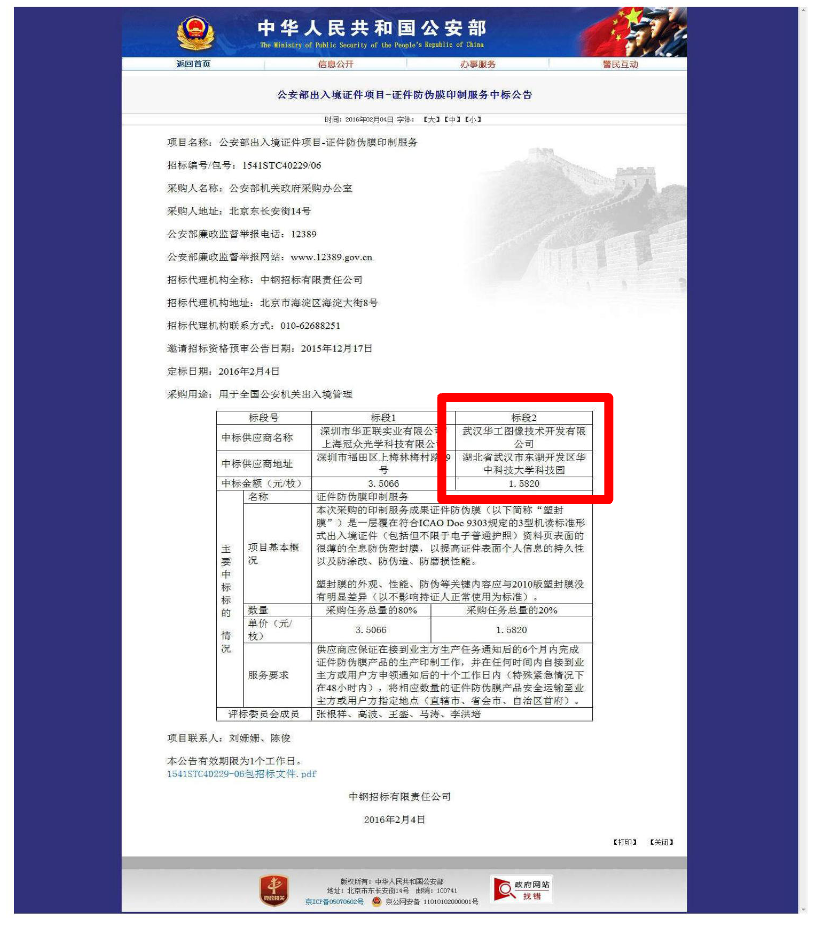 中华人民共和国公安部
The Ministry of Public Security of the People's Republic of China
返回首页 信息公开 办事服务 警民互动
公安部出入境证件项目-证件防伪膜印制服务中标公告
时间：2016年02月04日 字体：【大】【中】【小】
项目名称：公安部出入境证件项目-证件防伪膜印制服务
招标编号/包号：1541STC40229/06
采购人名称：公安部机关政府采购办公室
采购人地址：北京东长安街14号
公安部廉政监督举报电话：12389
公安部廉政监督举报网站：www.12389.gov.cn
招标代理机构全称：中钢招标有限责任公司
招标代理机构地址：北京市海淀区海淀大街8号
招标代理机构联系方式：010-62688251
邀请招标资格预审公告日期：2015年12月17日
定标日期：2016年2月4日
采购用途：用于全国公安机关出入境管理
标段号 标段1 标段2
中标供应商名称
深圳市华正联实业有限公
上海冠众光学科技有限公
武汉华工图像技术开发有限
公司
中标供应商地址
深圳市福田区上梅林梅村路 9
号
湖北省武汉市东湖开发区华
中科技大学科技园
中标金额（元/枚） 3.5066 1.5820
主要中标标的情况
名称 证件防伪膜印制服务
项目基本概况
本次采购的印制服务成果证件防伪膜（以下简称“塑封
膜”）是一层覆在符合ICAO Doc 9303规定的3型机读标准形
式出入境证件（包括但不限于电子普通护照）资料页表面的
很薄的全息防伪塑封膜，以提高证件表面个人信息的持久性
以及防涂改、防伪造、防磨损性能。
塑封膜的外观、性能、防伪等关键内容应与2010版塑封膜没
有明显差异（以不影响持证人正常使用为标准）。
数量 采购任务总量的80% 采购任务总量的20%
单价（元/枚） 3.5066 1.5820
服务要求
供应商应保证在接到业主方生产任务通知后的6个月内完成
证件防伪膜产品的生产印制工作，并在任何时间内自接到业
主方或用户方申领通知后的十个工作日内（特殊紧急情况下
在48小时内），将相应数量的证件防伪膜产品安全运输至业
主方或用户方指定地点（直辖市、省会市、自治区首府）。
评标委员会成员 张根祥、高波、王蓥、马涛、李洪培
项目联系人：刘姗姗、陈俊
本公告有效期限为1个工作日。
1541STC40229-06包招标文件.pdf
中钢招标有限责任公司
2016年2月4日
【打印】 【关闭】
版权所有：中华人民共和国公安部
地址：北京市东长安街14号 邮编：100741
京ICP备05070602号 京公网安备 11010102000001号
党政机关
政府网站
找错